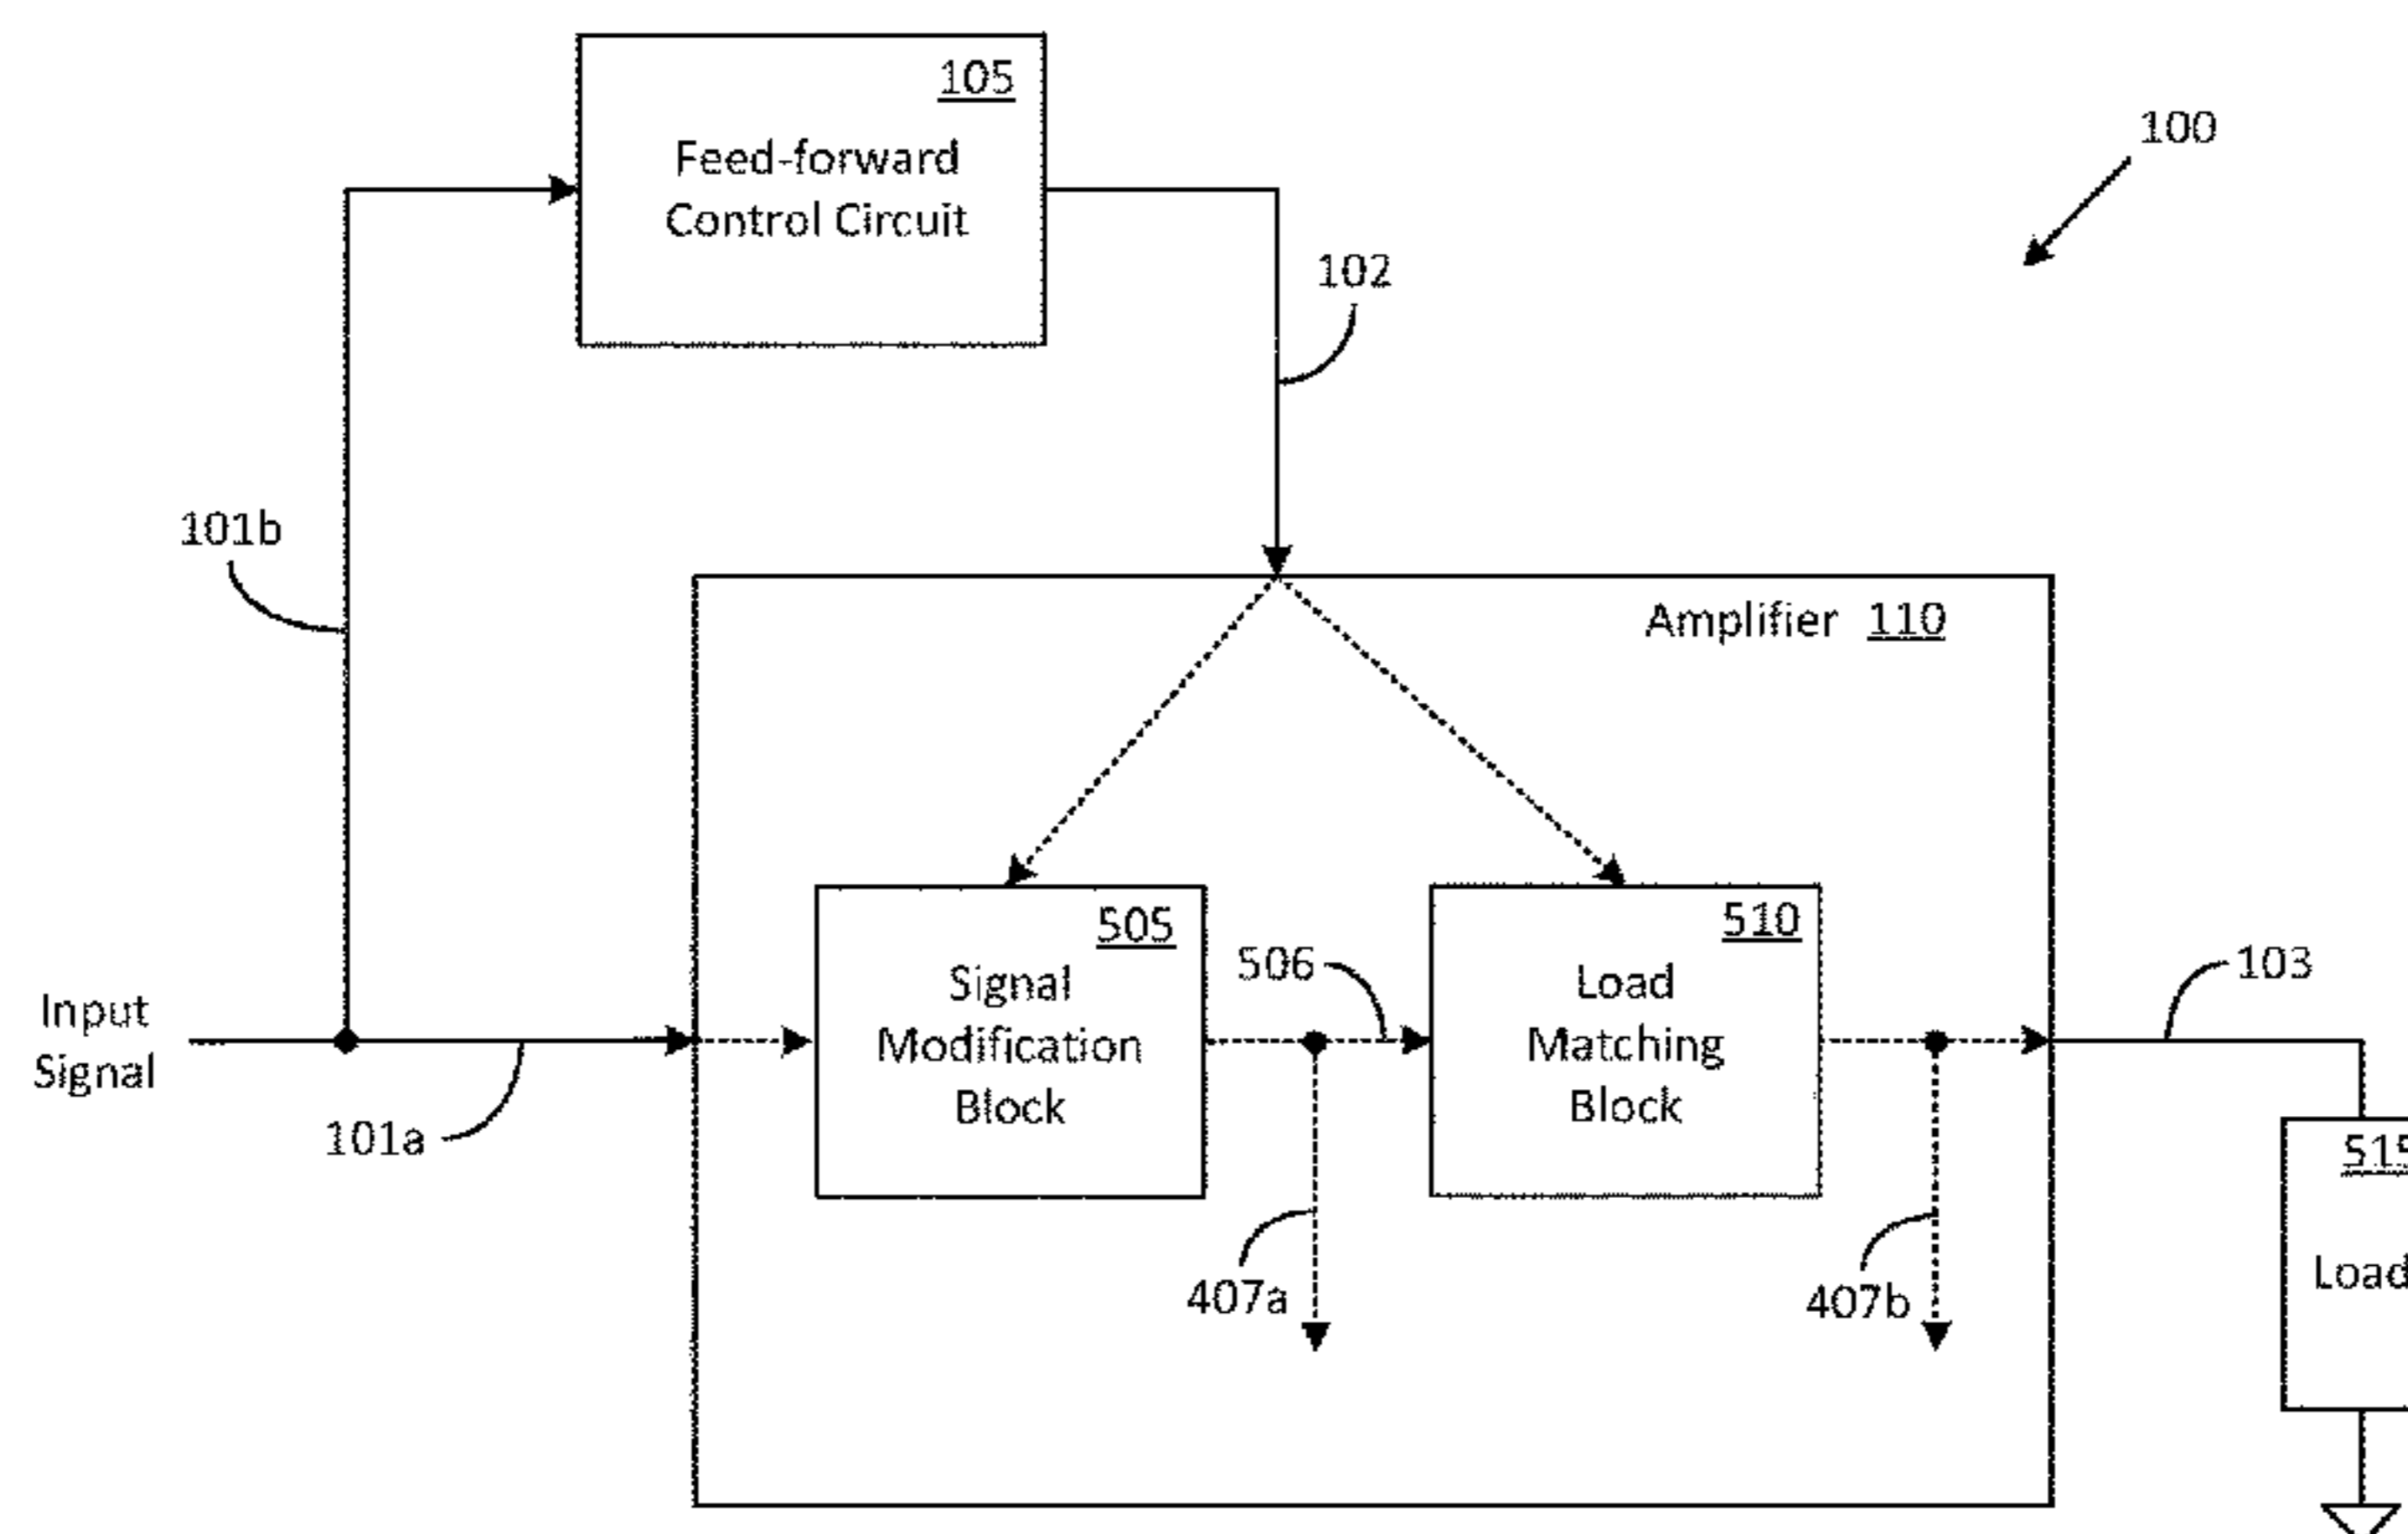 105
Feed-forward
Control Circuit
100
102
101b
Amplifier 110
505
Signal
Modification
Block
506
510
Load
Matching
Block
103
Input
Signal
101a
407a
407b
515
Load